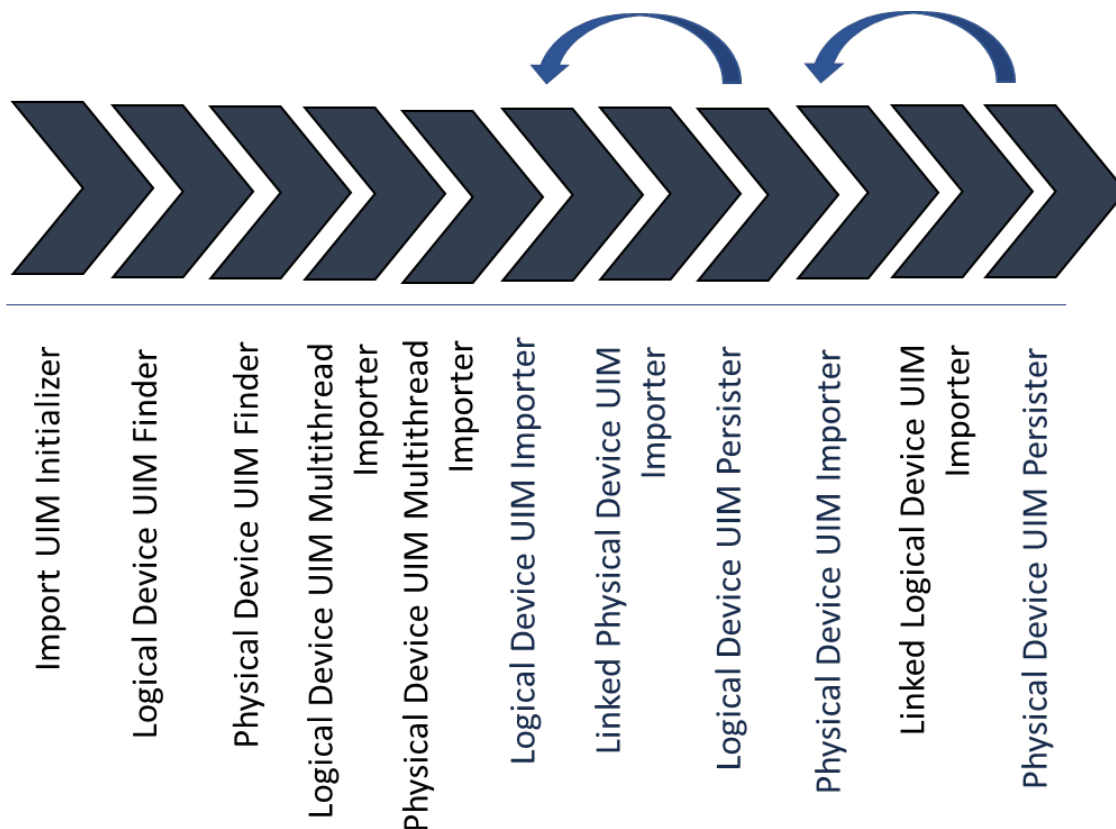 Import UIM Initializer
Logical Device UIM Finder
Physical Device UIM Finder
Logical Device UIM Multithread
Importer
Physical Device UIM Multithread
Importer
Logical Device UIM Importer
Linked Physical Device UIM
Importer
Logical Device UIM Persister
Physical Device UIM Importer
Linked Logical Device UIM
Importer
Physical Device UIM Persister